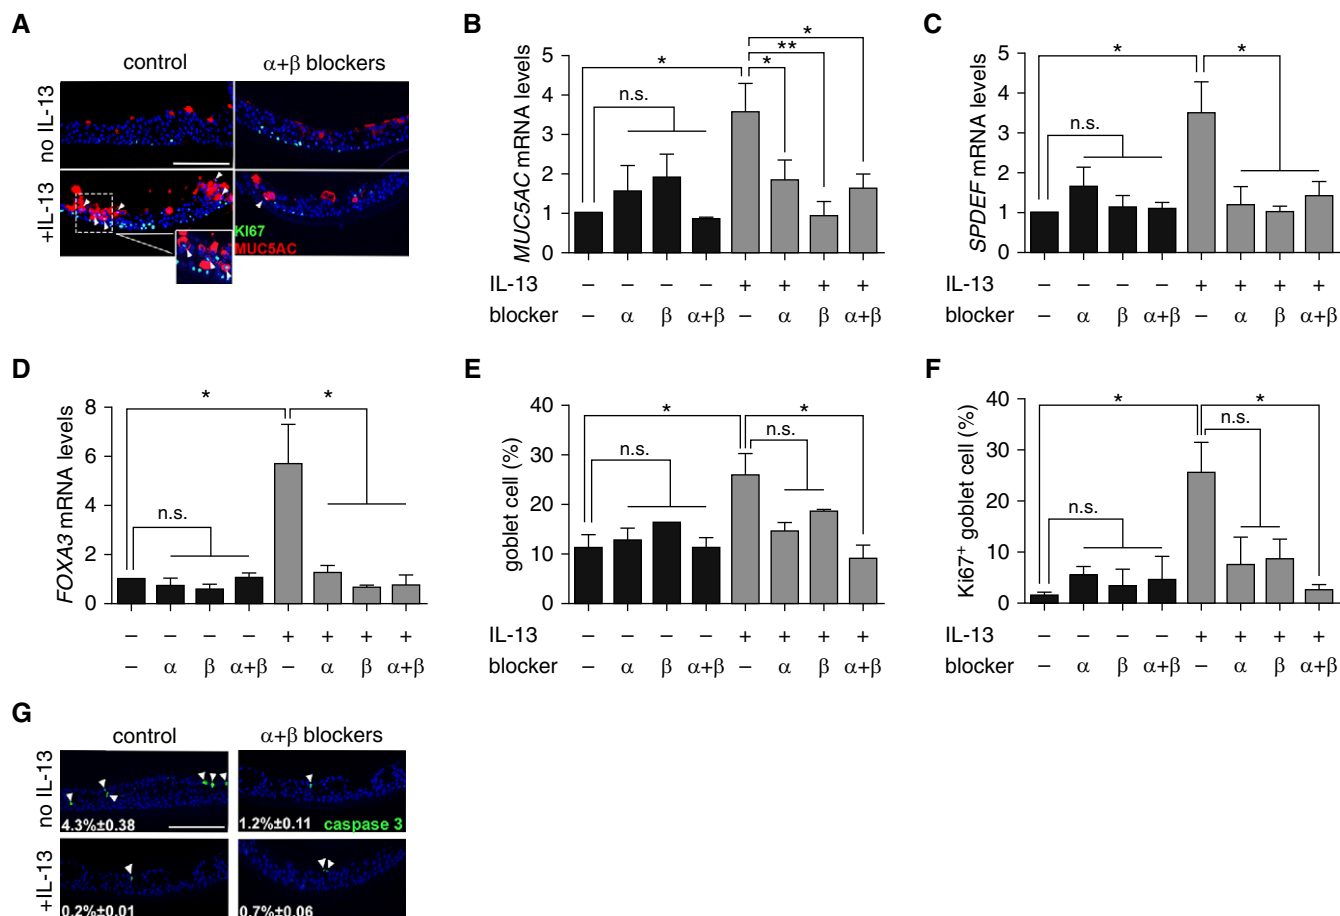 A
control
α+β blockers
no IL-13
+IL-13
KI67
MUC5AC
B
MUC5AC mRNA levels
5
4
3
2
1
0
n.s.
*
*
**
*
IL-13 – – – – + + + +
blocker – α β α+β – α β α+β
C
SPDEF mRNA levels
5
4
3
2
1
0
n.s.
*
*
IL-13 – – – – + + + +
blocker – α β α+β – α β α+β
D
FOXA3 mRNA levels
8
6
4
2
0
n.s.
*
*
– – – – + + + +
– α β α+β – α β α+β
E
goblet cell (%)
40
30
20
10
0
n.s.
*
n.s.
*
IL-13 – – – – + + + +
blocker – α β α+β – α β α+β
F
Ki67+ goblet cell (%)
40
30
20
10
0
n.s.
*
n.s.
*
IL-13 – – – – + + + +
blocker – α β α+β – α β α+β
G
control
α+β blockers
no IL-13
4.3%±0.38
1.2%±0.11
caspase 3
+IL-13
0.2%±0.01
0.7%±0.06